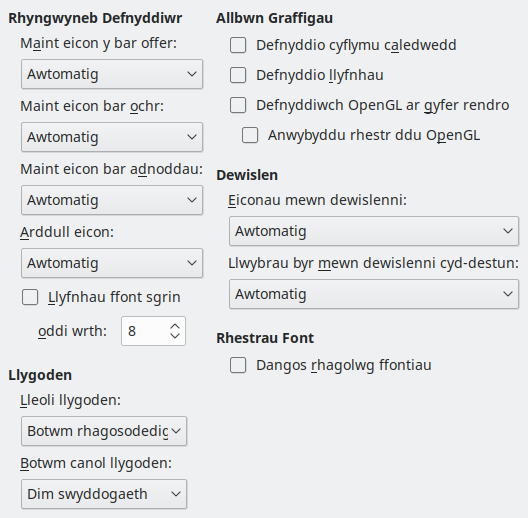 Rhyngwyneb Defnyddiwr
Maint eicon y bar offer:
Awtomatig
Maint eicon bar ochr:
Awtomatig
Maint eicon bar adnoddau:
Awtomatig
Arddull eicon:
Awtomatig
Llyfnhau ffont sgrin
oddi wrth: 8
Llygoden
Lleoli llygoden:
Botwm rhagosodedig
Botwm canol llygoden:
Dim swyddogaeth
Allbwn Graffigau
Defnyddio cyflymu caledwedd
Defnyddio llyfnhau
Defnyddiwch OpenGL ar gyfer rendro
Anwybyddu rhestr ddu OpenGL
Dewislen
Eiconau mewn dewislenni:
Awtomatig
Llwybrau byr mewn dewislenni cyd-destun:
Awtomatig
Rhestrau Font
Dangos rhagolwg ffontiau